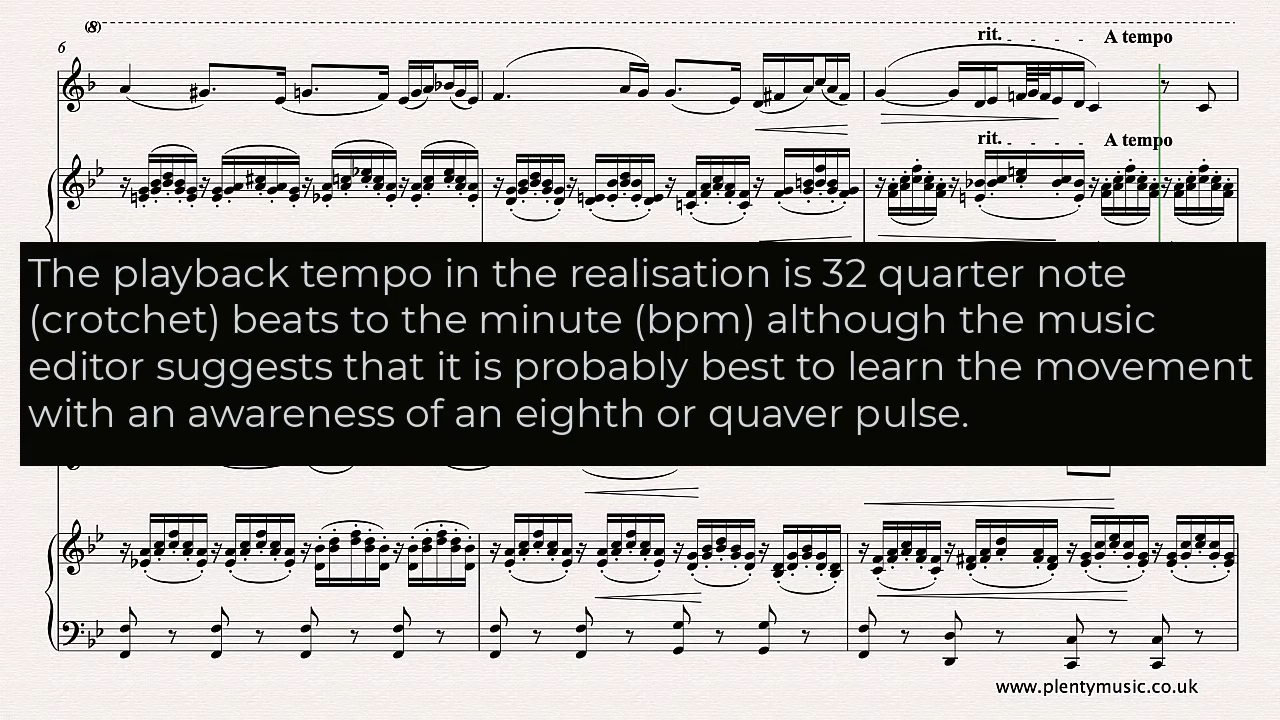 (8)
6
rit.
A tempo
rit.
A tempo
The playback tempo in the realisation is 32 quarter note
(crotchet) beats to the minute (bpm) although the music
editor suggests that it is probably best to learn the movement
with an awareness of an eighth or quaver pulse.
www.plentymusic.co.uk